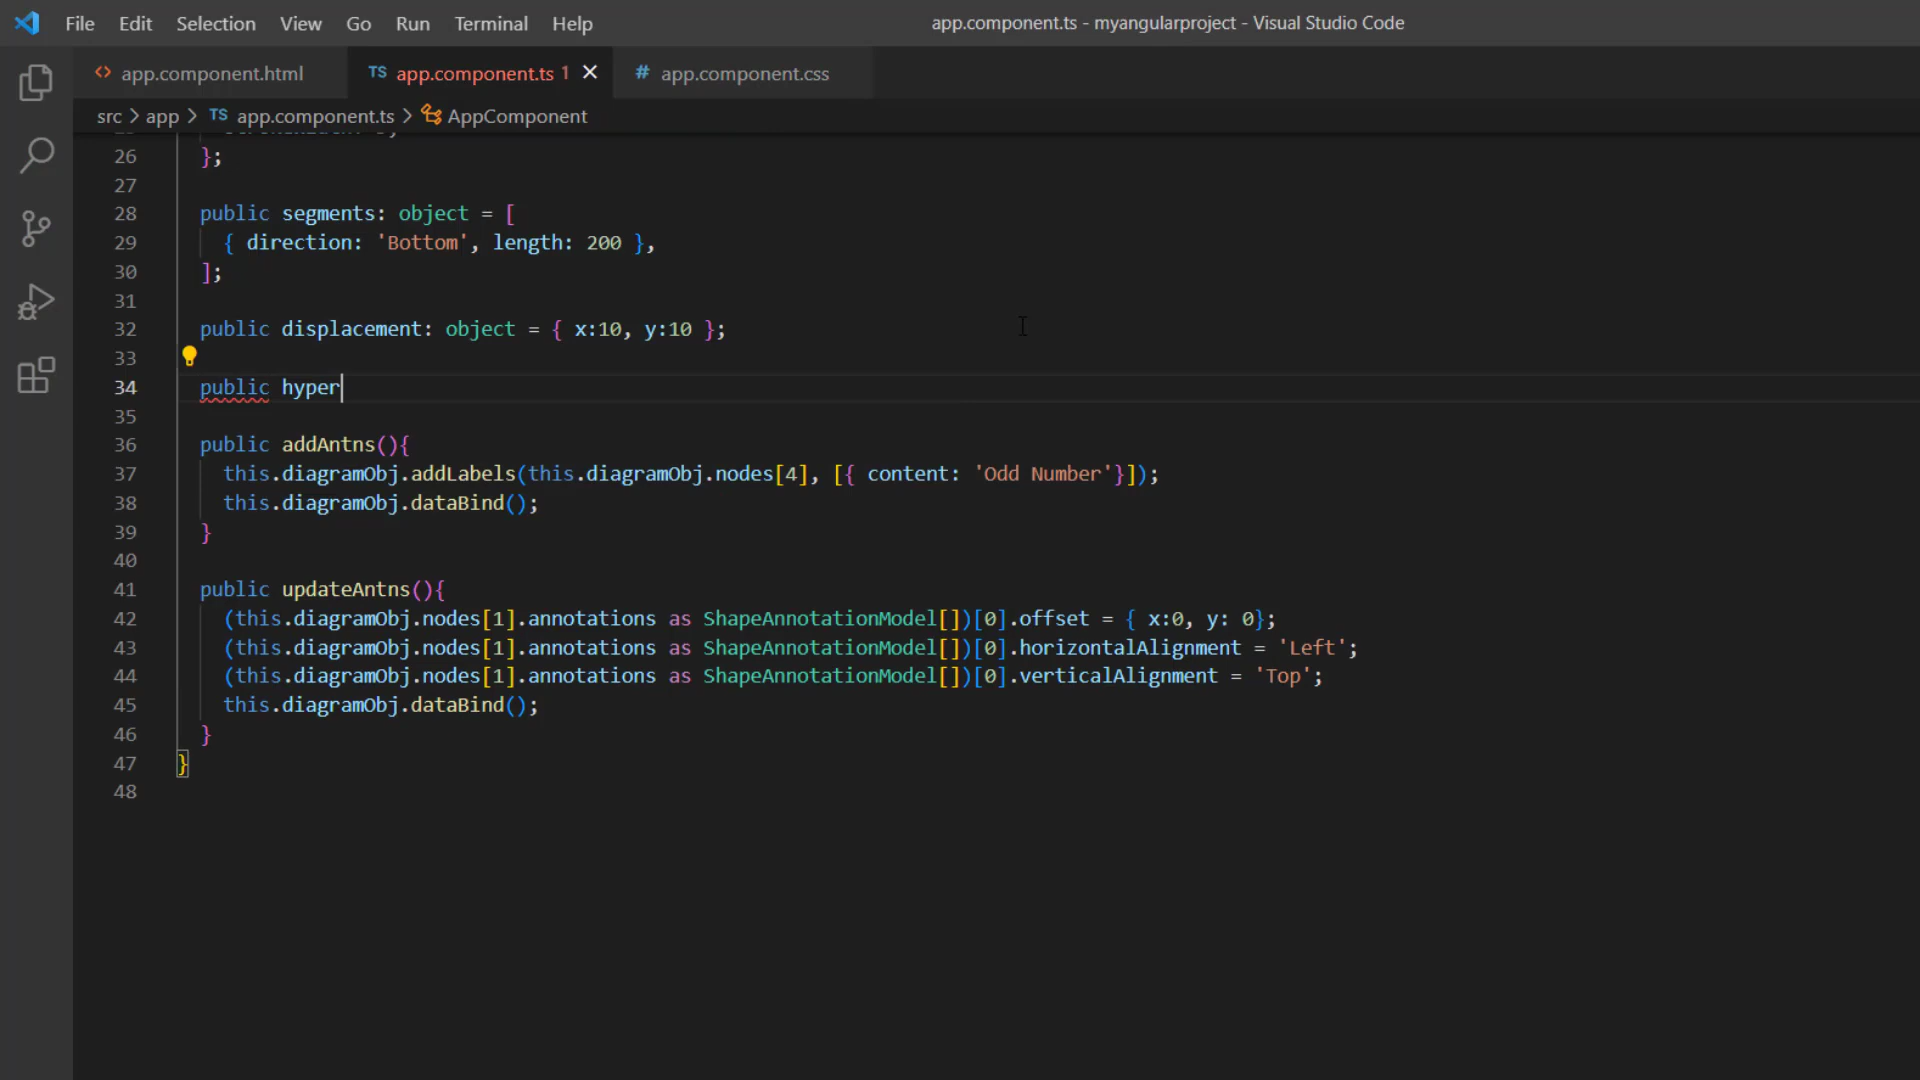 File Edit Selection View Go Run Terminal Help app.component.ts - myangularproject - Visual Studio Code
<> app.component.html TS app.component.ts 1 × # app.component.css
src > app > TS app.component.ts > AppComponent
26 };
27
28 public segments: object = [
29 { direction: 'Bottom', length: 200 },
30 ];
31
32 public displacement: object = { x:10, y:10 };
33
34 public hyper
35
36 public addAntns(){
37 this.diagramObj.addLabels(this.diagramObj.nodes[4], [{ content: 'Odd Number'}]);
38 this.diagramObj.dataBind();
39 }
40
41 public updateAntns(){
42 (this.diagramObj.nodes[1].annotations as ShapeAnnotationModel[])[0].offset = { x:0, y: 0};
43 (this.diagramObj.nodes[1].annotations as ShapeAnnotationModel[])[0].horizontalAlignment = 'Left';
44 (this.diagramObj.nodes[1].annotations as ShapeAnnotationModel[])[0].verticalAlignment = 'Top';
45 this.diagramObj.dataBind();
46 }
47 }
48